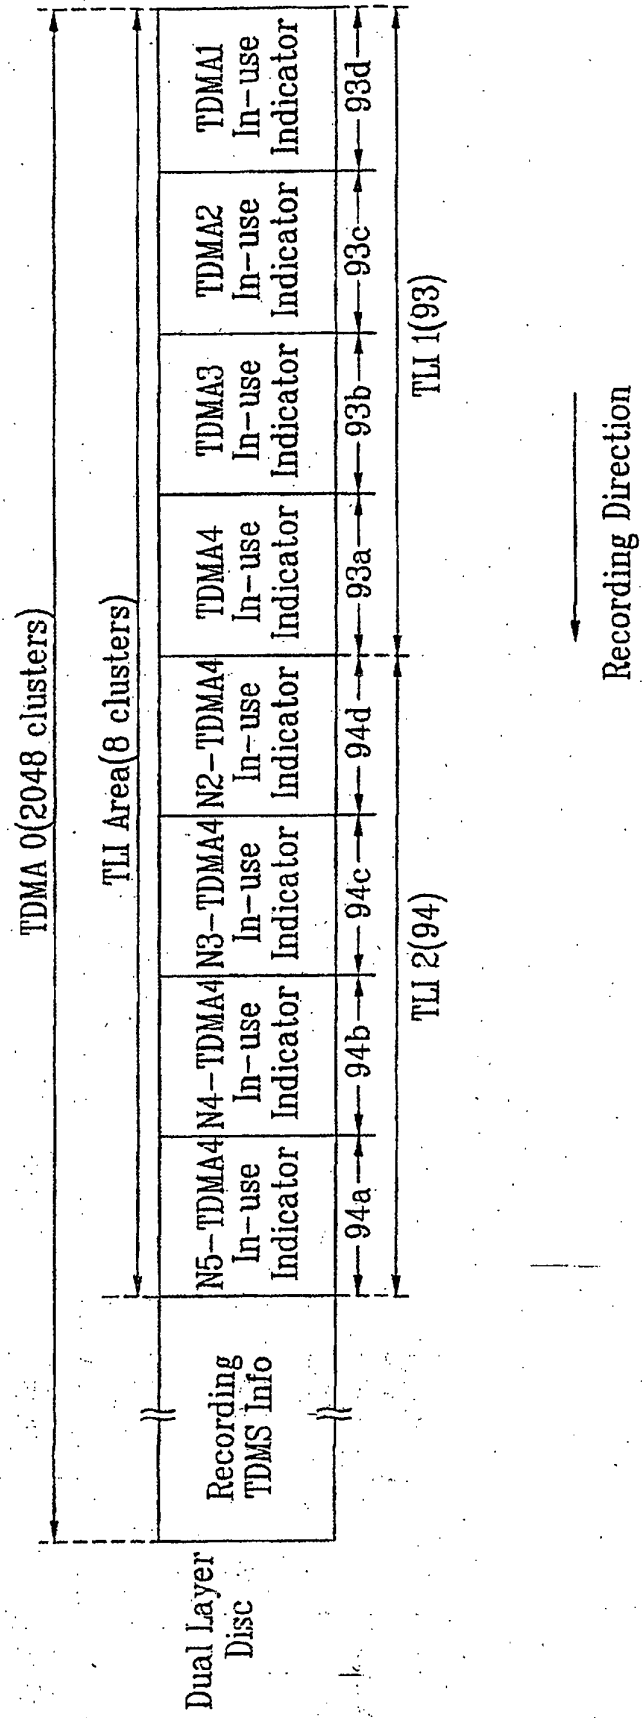 TDMA 0(2048 clusters)
TLI Area(8 clusters)
Dual Layer
Disc
Recording
TDMS Info
N5-TDMA4
In-use
Indicator
N4-TDMA4
In-use
Indicator
N3-TDMA4
In-use
Indicator
N2-TDMA4
In-use
Indicator
TDMA4
In-use
Indicator
TDMA3
In-use
Indicator
TDMA2
In-use
Indicator
TDMA1
In-use
Indicator
94a
94b
94c
94d
93a
93b
93c
93d
TLI 2(94)
TLI 1(93)
Recording Direction